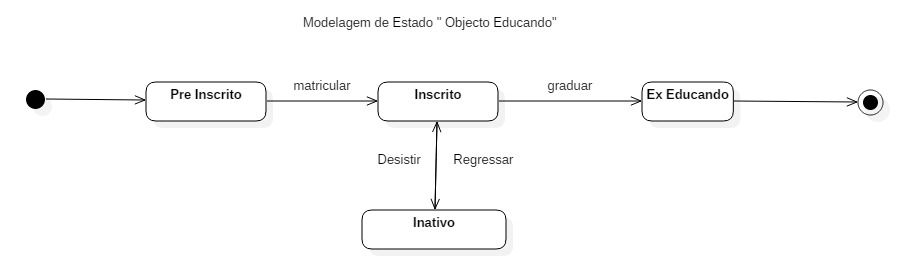 Modelagem de Estado " Objecto Educando"
Pre Inscrito
matricular
Inscrito
graduar
Ex Educando
Desistir
Regressar
Inativo